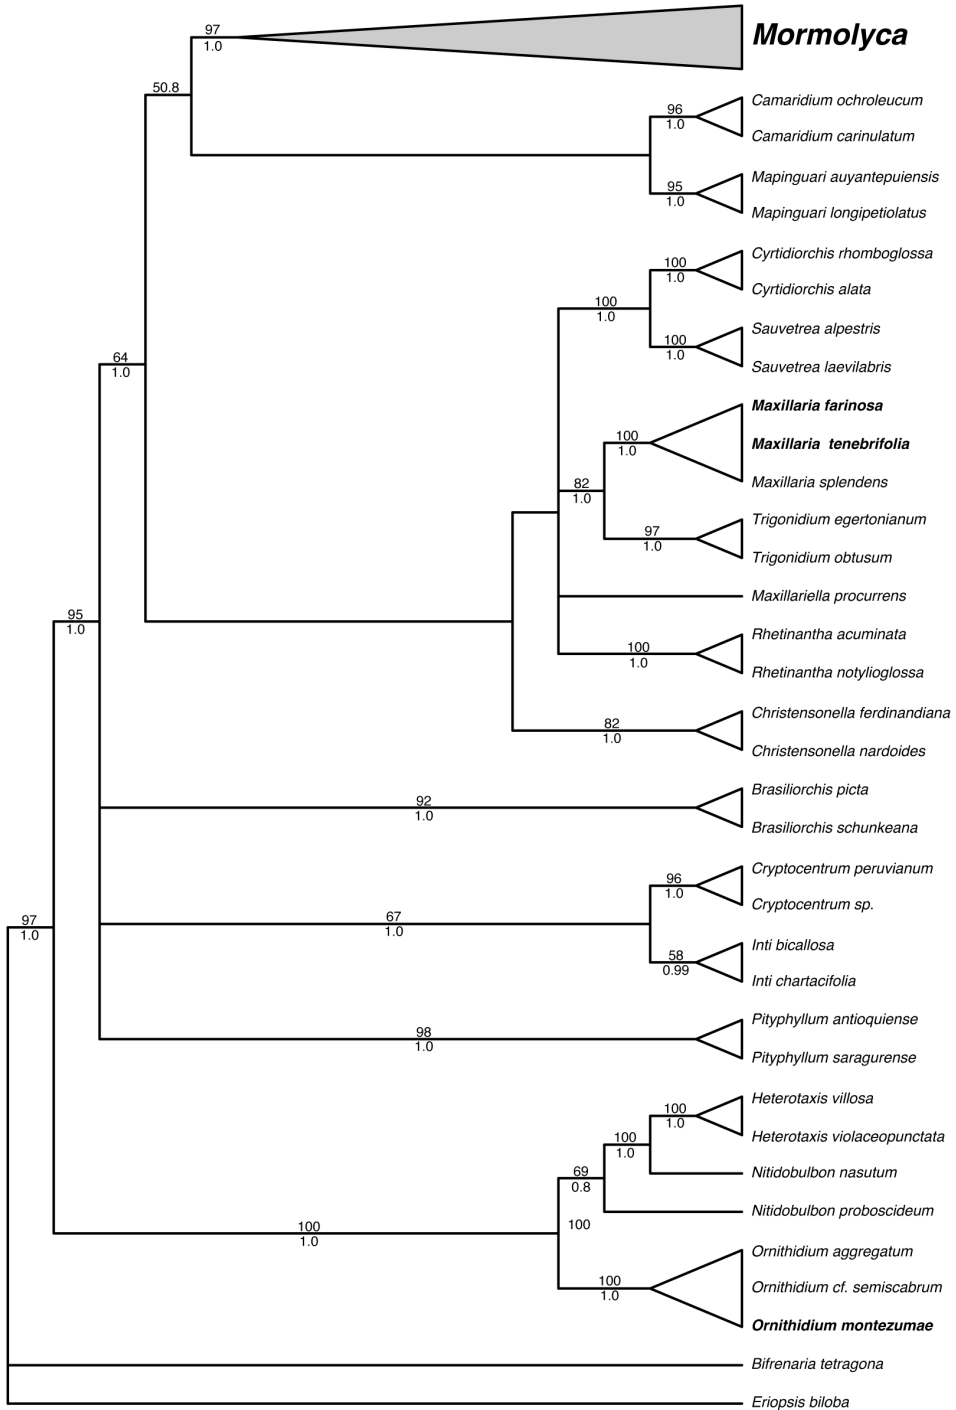 97
1.0
Mormolyca
50.8
96
1.0
Camaridium ochroleucum
Camaridium carinulatum
95
1.0
Mapinguari auyantepuiensis
Mapinguari longipetiolatus
100
1.0
Cyrtidiorchis rhomboglossa
Cyrtidiorchis alata
100
1.0
100
1.0
Sauvetrea alpestris
Sauvetrea laevilabris
64
1.0
Maxillaria farinosa
100
1.0
Maxillaria tenebrifolia
Maxillaria splendens
82
1.0
97
1.0
Trigonidium egertonianum
Trigonidium obtusum
Maxillariella procurrens
95
1.0
100
1.0
Rhetinantha acuminata
Rhetinantha notylioglossa
82
1.0
Christensonella ferdinandiana
Christensonella nardoides
92
1.0
Brasiliorchis picta
Brasiliorchis schunkeana
96
1.0
Cryptocentrum peruvianum
Cryptocentrum sp.
67
1.0
97
1.0
58
0.99
Inti bicallosa
Inti chartacifolia
98
1.0
Pityphyllum antioquiense
Pityphyllum saragurense
100
1.0
Heterotaxis villosa
Heterotaxis violaceopunctata
100
1.0
Nitidobulbon nasutum
69
0.8
Nitidobulbon proboscideum
100
1.0
100
Ornithidium aggregatum
100
1.0
Ornithidium cf. semiscabrum
Ornithidium montezumae
Bifrenaria tetragona
Eriopsis biloba